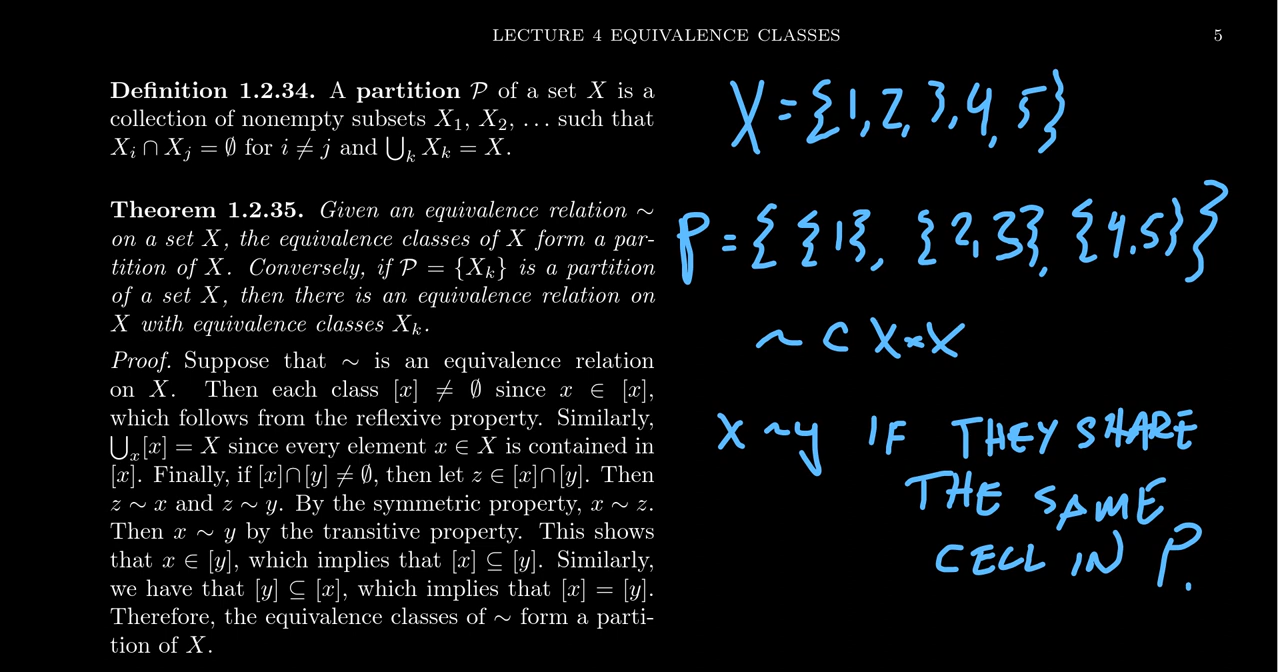 LECTURE 4 EQUIVALENCE CLASSES 5
Definition 1.2.34. A partition 𝒫 of a set X is a
collection of nonempty subsets X₁, X₂, … such that
Xᵢ ∩ Xⱼ = ∅ for i ≠ j and ⋃ₖ Xₖ = X.
Theorem 1.2.35. Given an equivalence relation ∼
on a set X, the equivalence classes of X form a par-
tition of X. Conversely, if 𝒫 = {Xₖ} is a partition
of a set X, then there is an equivalence relation on
X with equivalence classes Xₖ.
Proof. Suppose that ∼ is an equivalence relation
on X. Then each class [x] ≠ ∅ since x ∈ [x],
which follows from the reflexive property. Similarly,
⋃ₓ[x] = X since every element x ∈ X is contained in
[x]. Finally, if [x]∩[y] ≠ ∅, then let z ∈ [x]∩[y]. Then
z ∼ x and z ∼ y. By the symmetric property, x ∼ z.
Then x ∼ y by the transitive property. This shows
that x ∈ [y], which implies that [x] ⊆ [y]. Similarly,
we have that [y] ⊆ [x], which implies that [x] = [y].
Therefore, the equivalence classes of ∼ form a parti-
tion of X.
X = {1, 2, 3, 4, 5}
P = { {1}, {2, 3}, {4.5} }
~ ⊂ X × X
X ~ y IF THEY SHARE
THE SAME
CELL IN P.